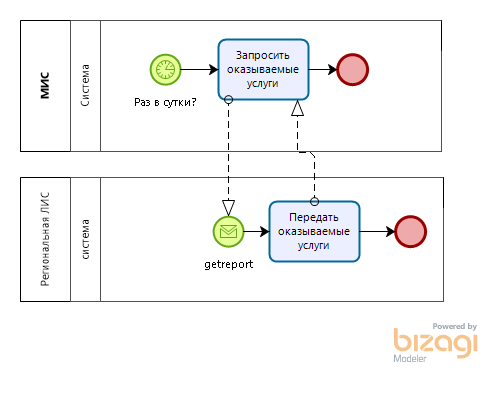 МИС
Система
Раз в сутки?
Запросить
оказываемые
услуги
Региональная ЛИС
система
getreport
Передать
оказываемые
услуги
Powered by
bizagi
Modeler